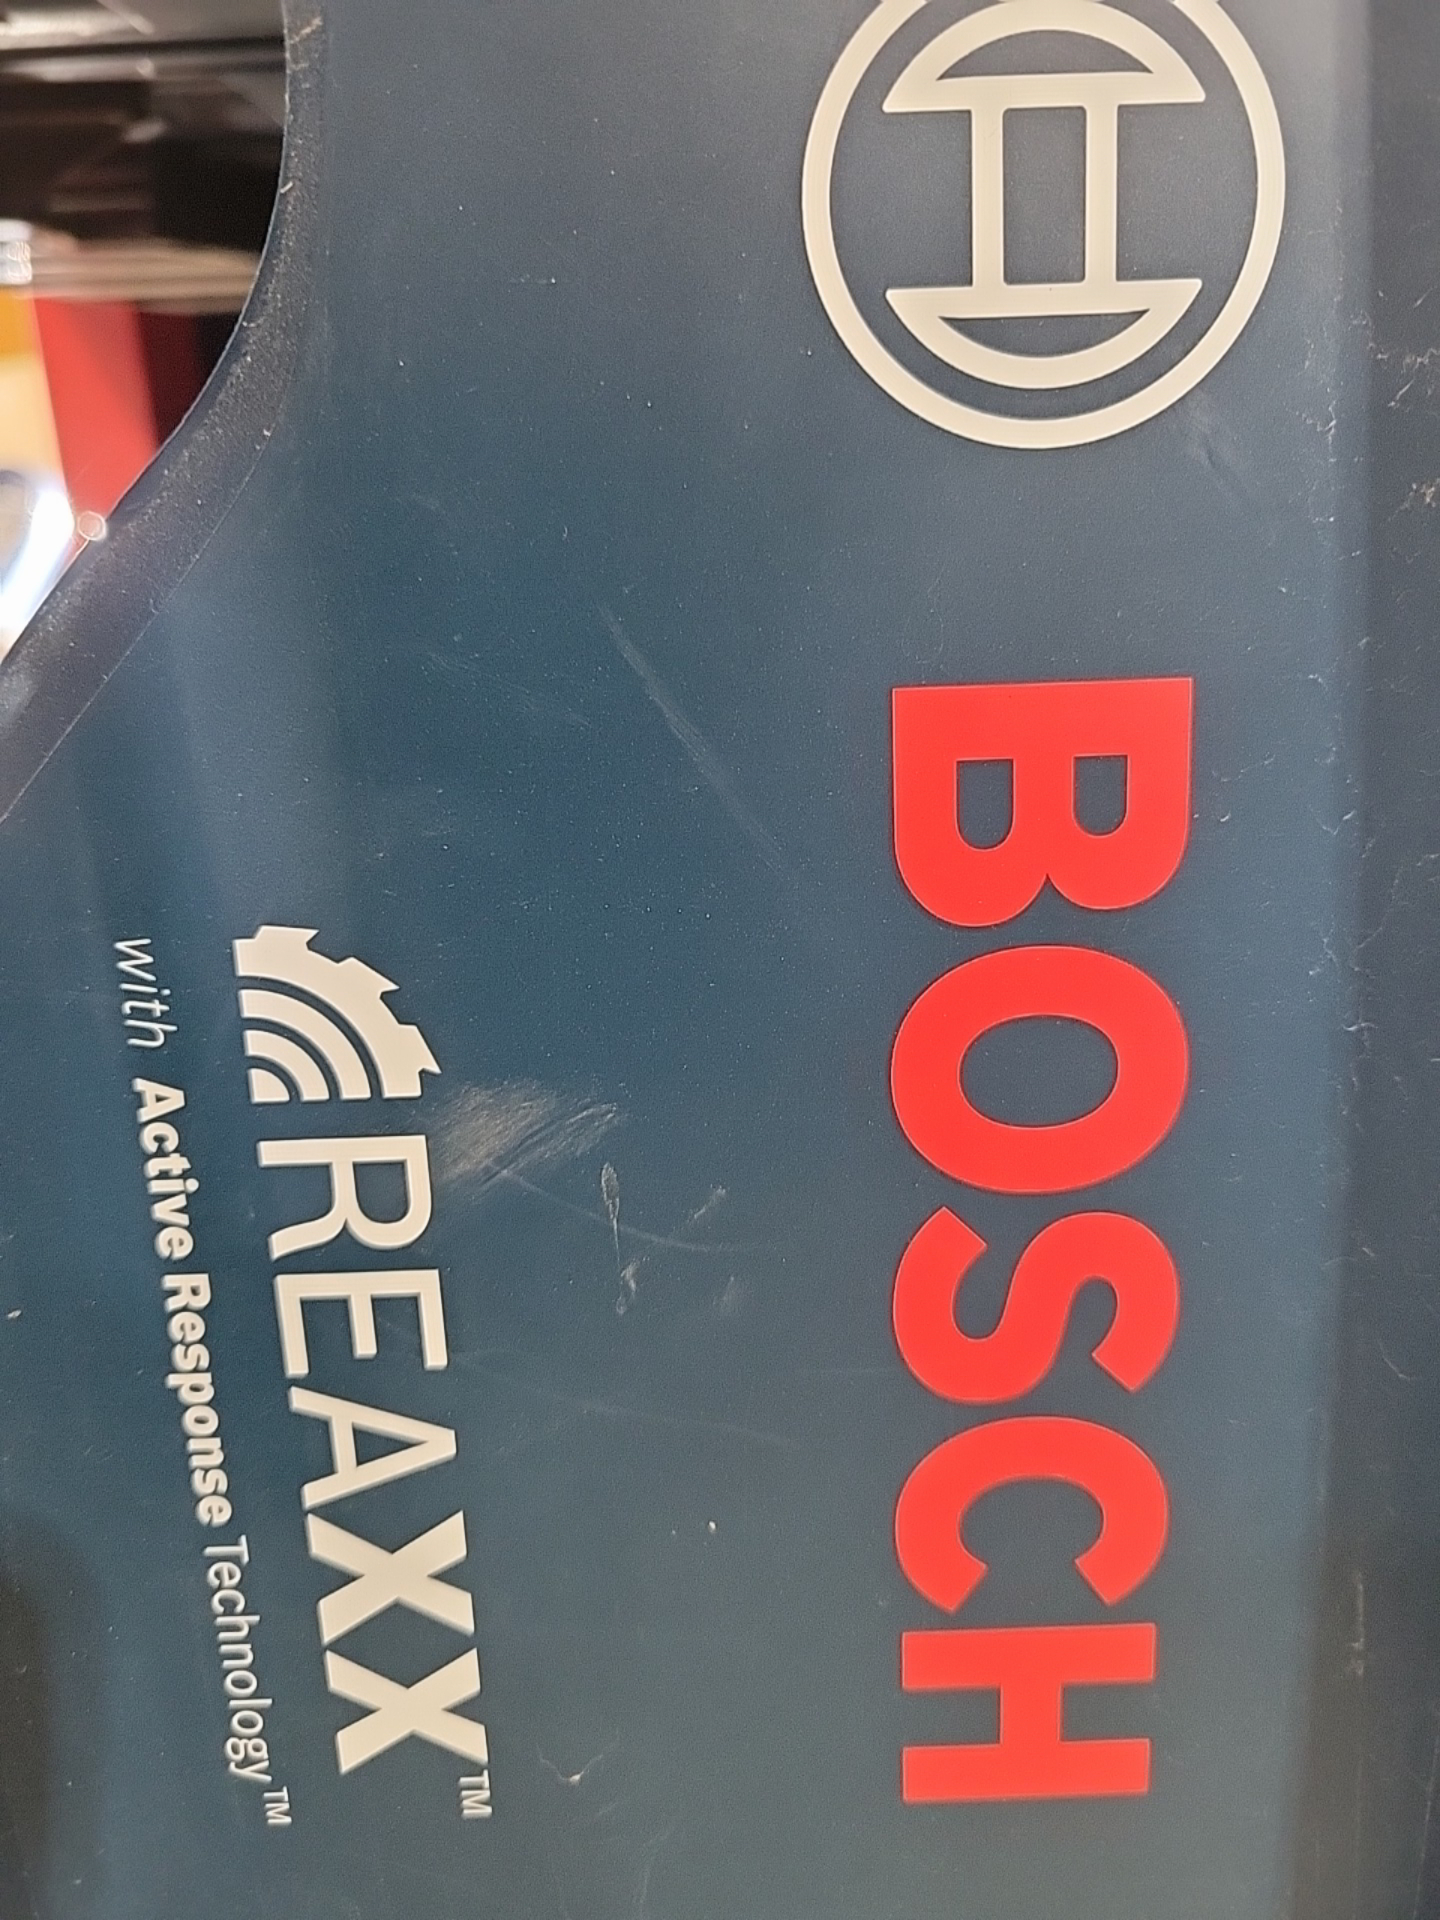 BOSCH
REAXX™
with Active Response Technology™